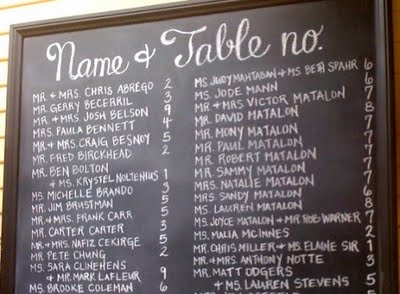 Name & Table no.
MR. + MRS. CHRIS ABREGO 2
MR. GERRY BECERRIL 3
MR. + MRS. JOSH BELSON 9
MRS. PAULA BENNETT 4
MR. + MRS. CRAIG BESNOY 5
MR. FRED BIRCKHEAD 2
MR. BEN BOLTON
+ MS. KRYSTEL NOLTENIUS 1
MS. MICHELLE BRANDO 3
MR. JIM BRUSTMAN 5
MR. + MRS. FRANK CARR 5
MR. CARTER CARTER 3
MR. + MRS. NAFIZ CEKIRGE 5
MR. PETE CHUNG 2
MS. SARA CLINEHENS
+ MR. MARK LAFLEUR 9
MS. BROOKE COLEMAN 6
MS. JUDY MAHTABAN + MS. BETH SPAHR 6
MS. JODE MANN 6
MR + MRS VICTOR MATALON 7
MR. DAVID MATALON 8
MR. MONY MATALON 7
MR. PAUL MATALON 7
MR. ROBERT MATALON 7
MR. SAMMY MATALON 7
MRS. NATALIE MATALON 7
MRS. SANDY MATALON 6
MS. LAUREN MATALON 8
MS. JOYCE MATALON + MR. ROB WARNER 7
MS. MALIA MCINNES 7
MR. CHRIS MILLER + MS. ELAINE SIR 1
MR. + MRS. ANTHONY NOTTE 3
MR. MATT ODGERS
+ MS. LAUREN STEVENS 5